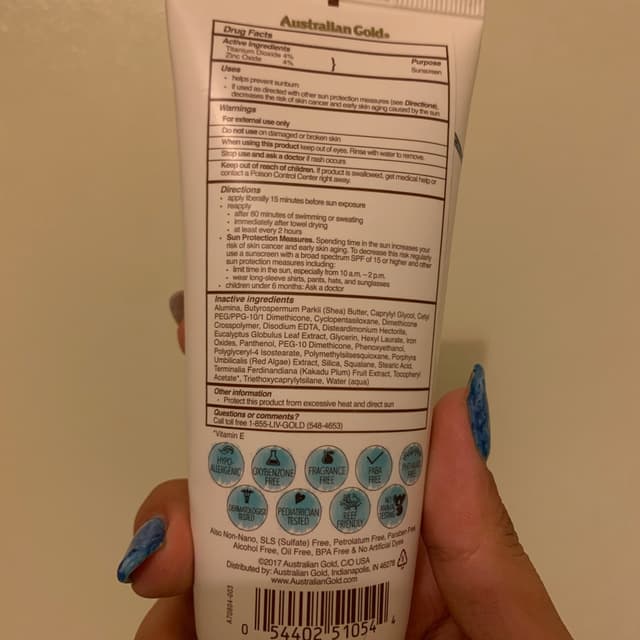 Australian Gold®
Drug Facts
Active Ingredients
Purpose
Titanium Dioxide 4%
Zinc Oxide 4%
}
Sunscreen
Uses
• helps prevent sunburn
• if used as directed with other sun protection measures (see Directions,
decreases the risk of skin cancer and early skin aging caused by the sun
Warnings
For external use only
Do not use on damaged or broken skin
When using this product keep out of eyes. Rinse with water to remove.
Stop use and ask a doctor if rash occurs
Keep out of reach of children. If product is swallowed, get medical help or
contact a Poison Control Center right away.
Directions
• apply liberally 15 minutes before sun exposure
• reapply
• after 80 minutes of swimming or sweating
• immediately after towel drying
• at least every 2 hours
• Sun Protection Measures. Spending time in the sun increases your
risk of skin cancer and early skin aging. To decrease this risk regularly
use a sunscreen with a broad spectrum SPF of 15 or higher and other
sun protection measures including:
• limit time in the sun, especially from 10 a.m. – 2 p.m.
• wear long-sleeve shirts, pants, hats, and sunglasses
• children under 6 months: Ask a doctor
Inactive ingredients
Alumina, Butyrospermum Parkii (Shea) Butter, Caprylyl Glycol, Cetyl
PEG/PPG-10/1 Dimethicone, Cyclopentasiloxane, Dimethicone
Crosspolymer, Disodium EDTA, Disteardimonium Hectorite,
Eucalyptus Globulus Leaf Extract, Glycerin, Hexyl Laurate, Iron
Oxides, Panthenol, PEG-10 Dimethicone, Phenoxyethanol,
Polyglyceryl-4 Isostearate, Polymethylsilsesquioxane, Porphyra
Umbilicalis (Red Algae) Extract, Silica, Squalane, Stearic Acid,
Terminalia Ferdinandiana (Kakadu Plum) Fruit Extract, Tocopheryl
Acetate*, Triethoxycaprylylsilane, Water (aqua)
Other information
• Protect this product from excessive heat and direct sun
Questions or comments?
Call toll free 1-855-LIV-GOLD (548-4653)
*Vitamin E
HYPO-
ALLERGENIC
OXYBENZONE
FREE
FRAGRANCE
FREE
PABA
FREE
FREE
DERMATOLOGIST
TESTED
PEDIATRICIAN
TESTED
REEF
FRIENDLY
NO
ANIMAL
TESTING
Also Non-Nano, SLS (Sulfate) Free, Petrolatum Free, Paraben Free
Alcohol Free, Oil Free, BPA Free & No Artificial Dyes
©2017 Australian Gold, C/O USA
Distributed by: Australian Gold, Indianapolis, IN 46278
www.AustralianGold.com
A70804-003
0 54402 51054 4